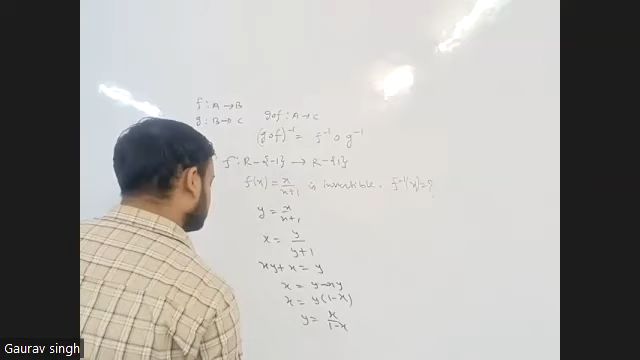 f : A → B
g : B → C gof : A → C
(gof)⁻¹ = f⁻¹ o g⁻¹
f : R - {-1} → R - {1}
f(x) = x/x+1 is invertible. f⁻¹(x) = ?
y = x/x+1
x = y/y+1
xy + x = y
x = y - xy
x = y(1-x)
y = x/1-x
Gaurav singh